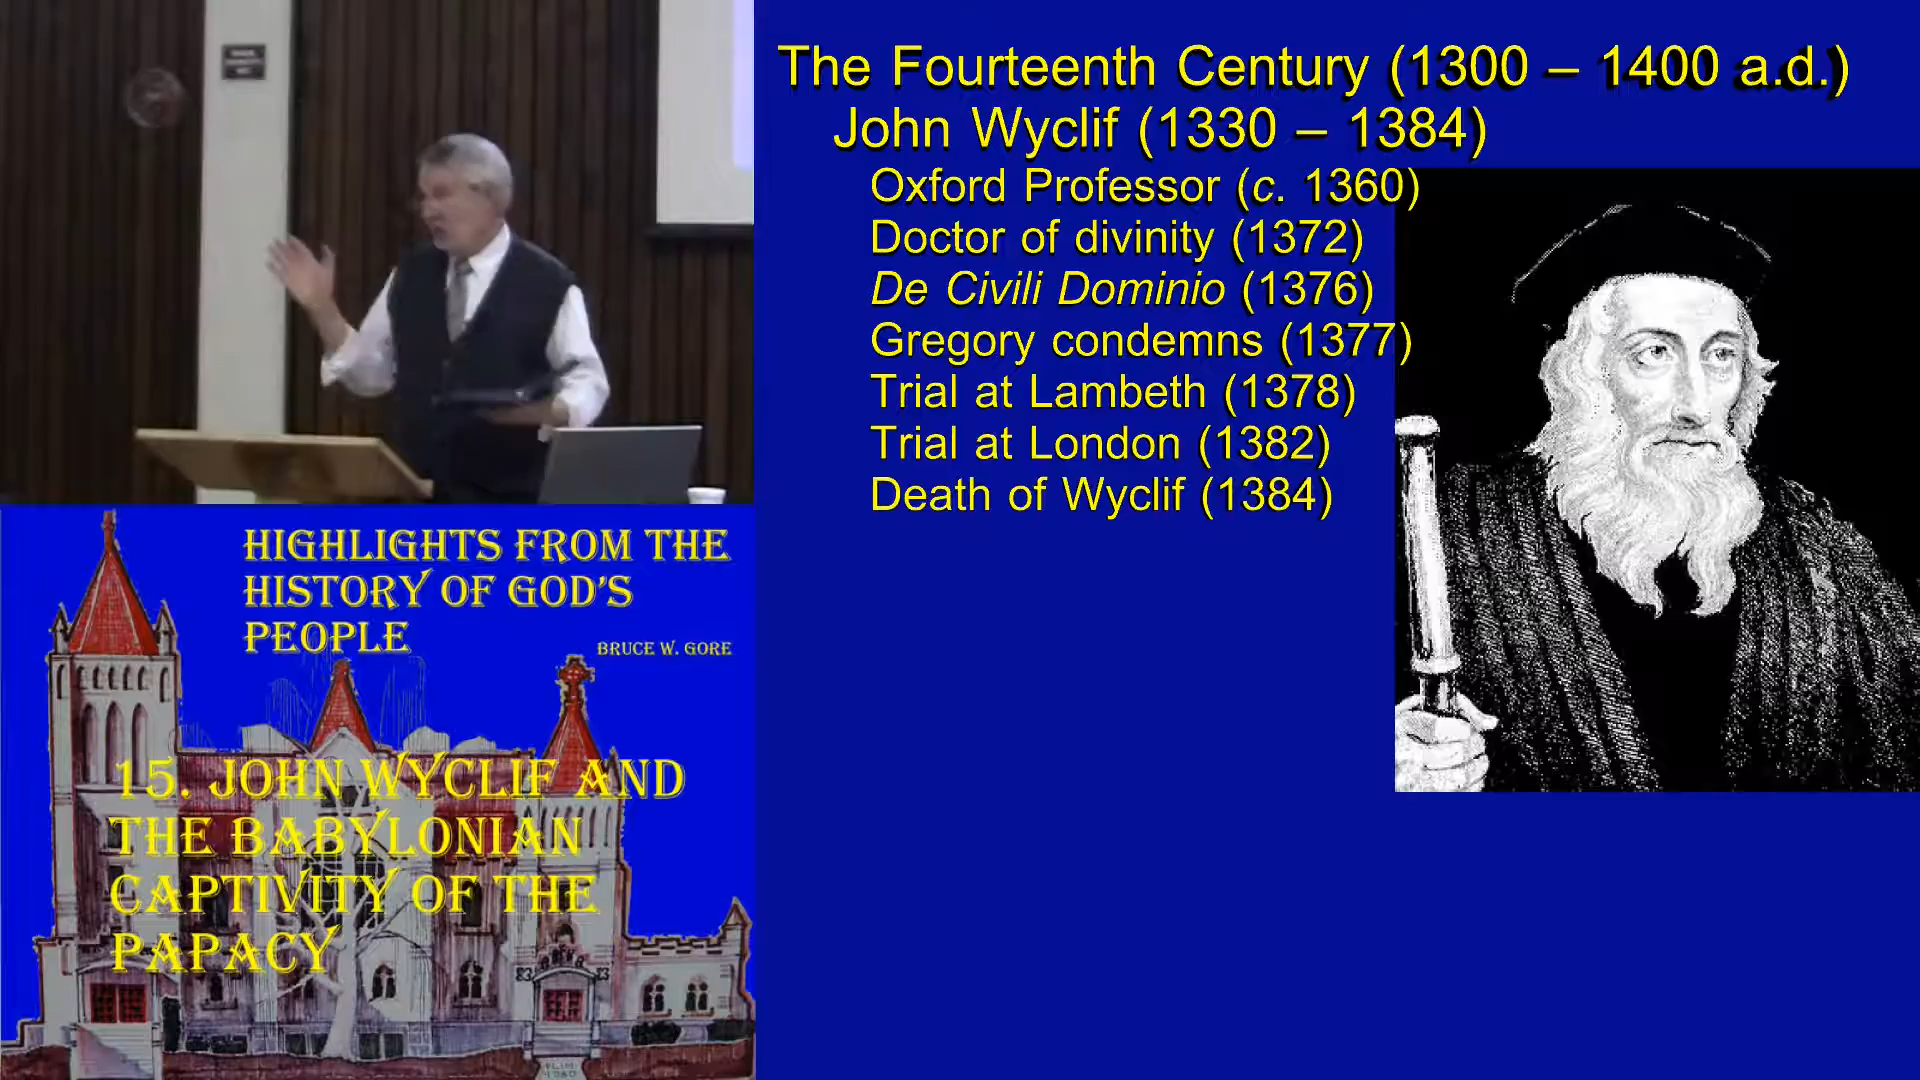 The Fourteenth Century (1300 – 1400 a.d.)
John Wyclif (1330 – 1384)
Oxford Professor (c. 1360)
Doctor of divinity (1372)
De Civili Dominio (1376)
Gregory condemns (1377)
Trial at Lambeth (1378)
Trial at London (1382)
Death of Wyclif (1384)
HIGHLIGHTS FROM THE
HISTORY OF GOD'S
PEOPLE
BRUCE W. GORE
15. JOHN WYCLIF AND
THE BABYLONIAN
CAPTIVITY OF THE
PAPACY